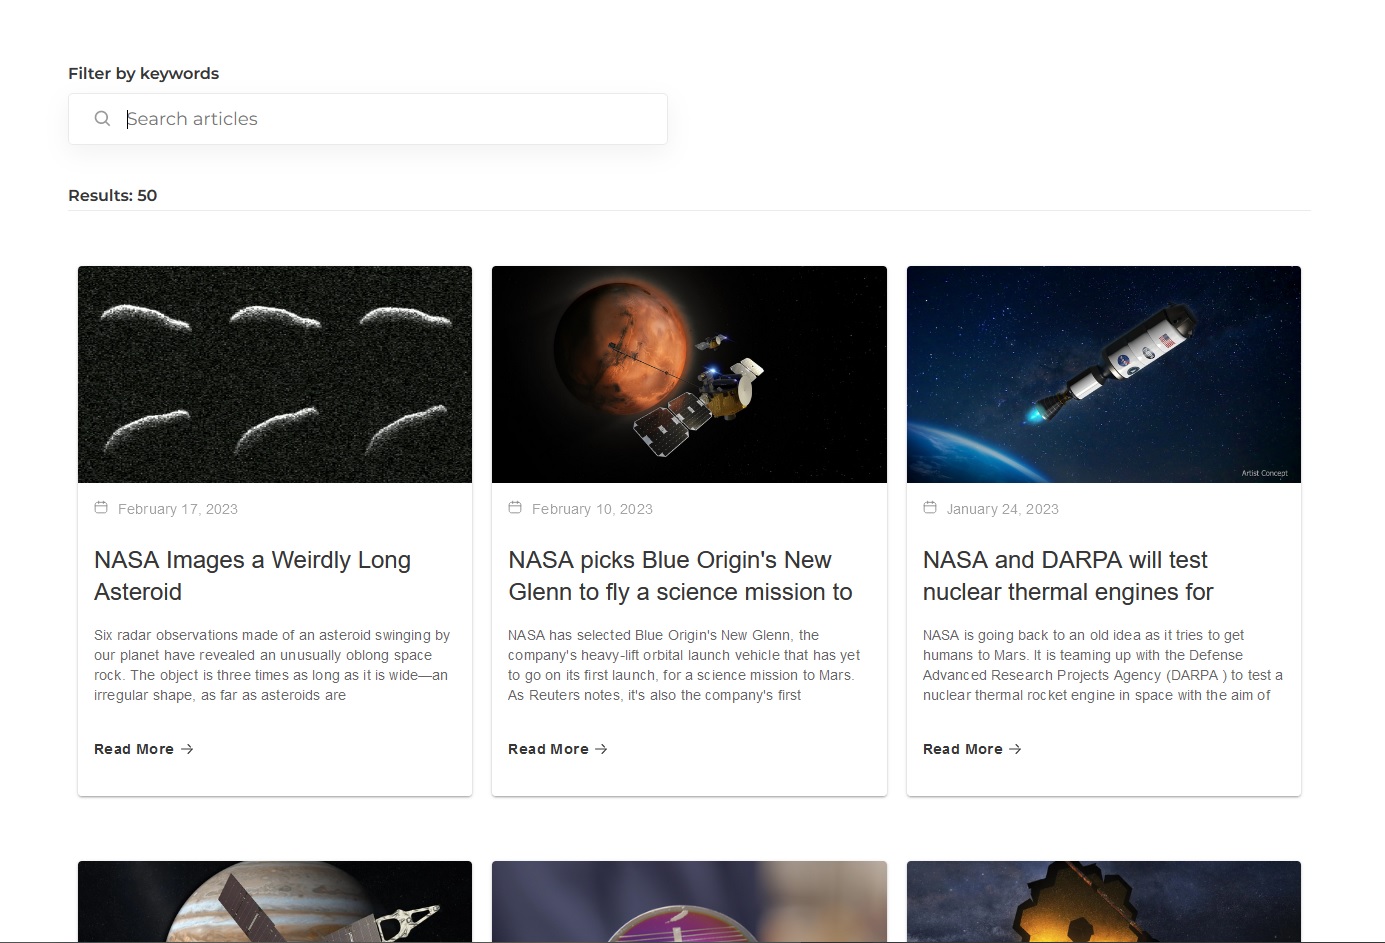 Filter by keywords
Search articles
Results: 50
Artist Concept
February 17, 2023
NASA Images a Weirdly Long
Asteroid
Six radar observations made of an asteroid swinging by
our planet have revealed an unusually oblong space
rock. The object is three times as long as it is wide—an
irregular shape, as far as asteroids are
Read More
February 10, 2023
NASA picks Blue Origin's New
Glenn to fly a science mission to
NASA has selected Blue Origin's New Glenn, the
company's heavy-lift orbital launch vehicle that has yet
to go on its first launch, for a science mission to Mars.
As Reuters notes, it's also the company's first
Read More
January 24, 2023
NASA and DARPA will test
nuclear thermal engines for
NASA is going back to an old idea as it tries to get
humans to Mars. It is teaming up with the Defense
Advanced Research Projects Agency (DARPA ) to test a
nuclear thermal rocket engine in space with the aim of
Read More